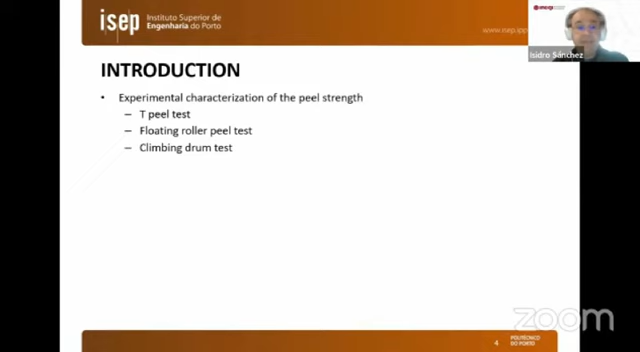 isep Instituto Superior de
Engenharia do Porto
www.isep.ipp
inegi
Isidro Sánchez
INTRODUCTION
• Experimental characterization of the peel strength
– T peel test
– Floating roller peel test
– Climbing drum test
zoom
4
POLITÉCNICO
DO PORTO